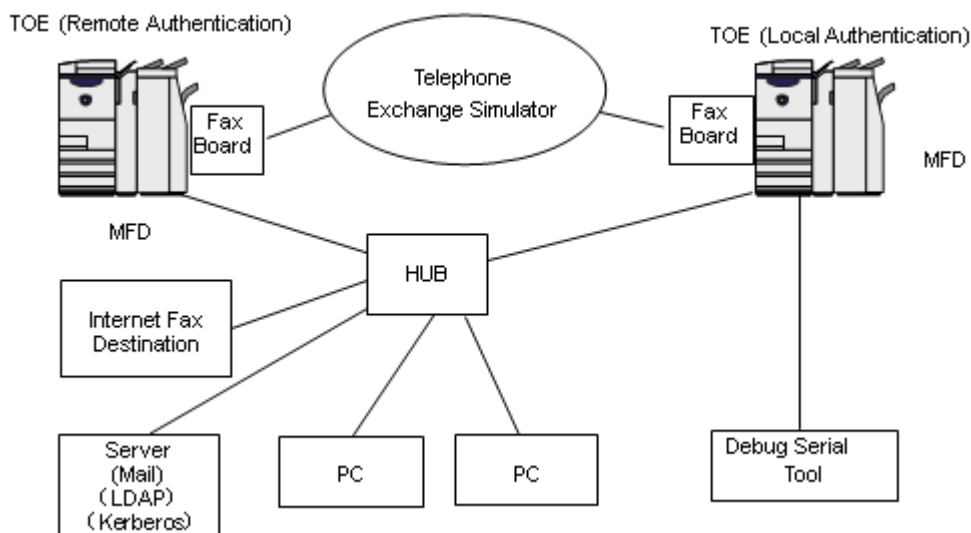 TOE (Remote Authentication)
TOE (Local Authentication)
Telephone
Exchange Simulator
Fax
Board
Fax
Board
MFD
MFD
HUB
Internet Fax
Destination
Server
(Mail)
(LDAP)
(Kerberos)
PC
PC
Debug Serial
Tool